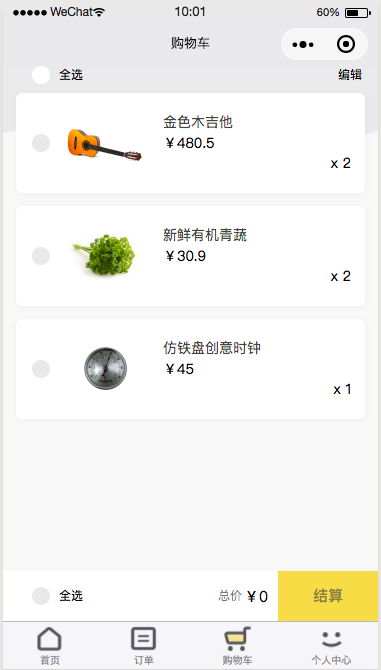 WeChat 10:01 60%
购物车
全选 编辑
金色木吉他
￥480.5
x 2
新鲜有机青蔬
￥30.9
x 2
仿铁盘创意时钟
￥45
x 1
全选 总价 ￥0 结算
首页 订单 购物车 个人中心